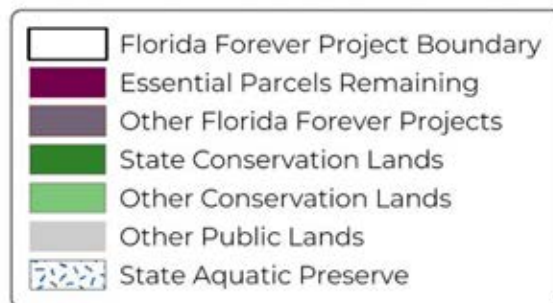 Florida Forever Project Boundary
Essential Parcels Remaining
Other Florida Forever Projects
State Conservation Lands
Other Conservation Lands
Other Public Lands
State Aquatic Preserve